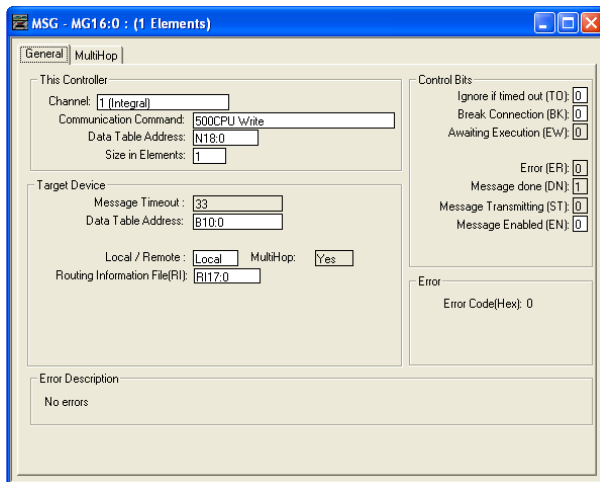 MSG - MG16:0 : (1 Elements)
General MultiHop
This Controller
Channel: 1 (Integral)
Communication Command: 500CPU Write
Data Table Address: N18:0
Size in Elements: 1
Target Device
Message Timeout : 33
Data Table Address: B10:0
Local / Remote : Local MultiHop: Yes
Routing Information File(RI): RI17:0
Control Bits
Ignore if timed out (TO): 0
Break Connection (BK): 0
Awaiting Execution (EW): 0
Error (ER): 0
Message done (DN): 1
Message Transmitting (ST): 0
Message Enabled (EN): 0
Error
Error Code(Hex): 0
Error Description
No errors